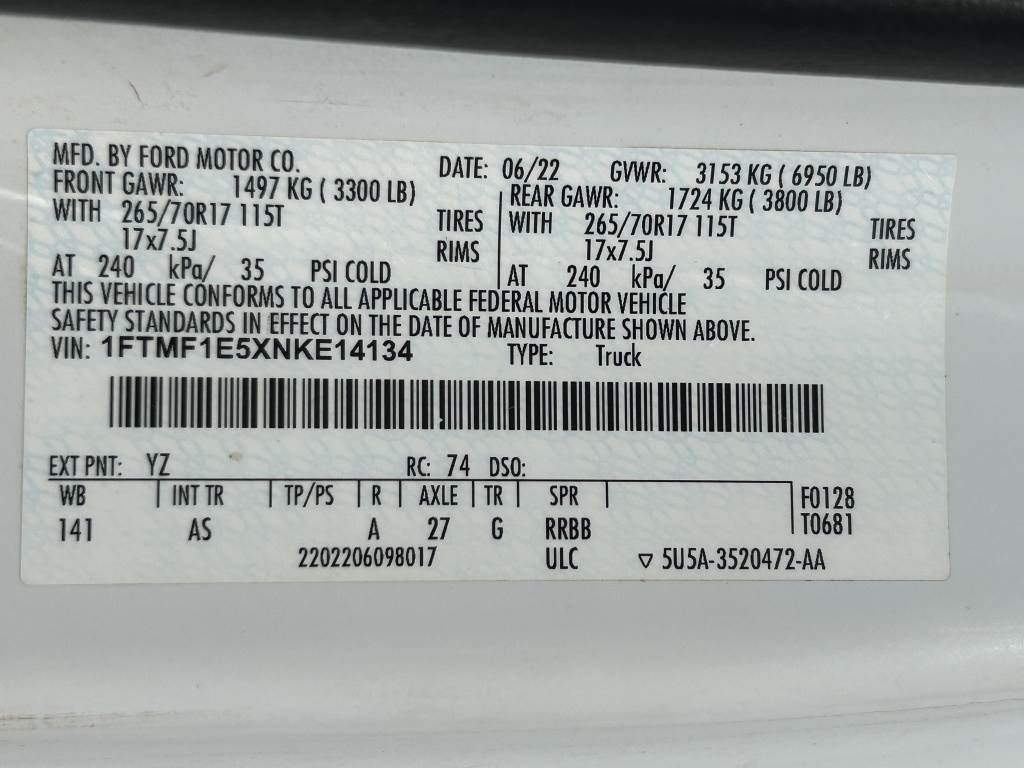 MFD. BY FORD MOTOR CO. DATE: 06/22 GVWR: 3153 KG ( 6950 LB)
FRONT GAWR: 1497 KG ( 3300 LB) REAR GAWR: 1724 KG ( 3800 LB)
WITH 265/70R17 115T TIRES WITH 265/70R17 115T TIRES
17x7.5J RIMS 17x7.5J RIMS
AT 240 kPa/ 35 PSI COLD AT 240 kPa/ 35 PSI COLD
THIS VEHICLE CONFORMS TO ALL APPLICABLE FEDERAL MOTOR VEHICLE
SAFETY STANDARDS IN EFFECT ON THE DATE OF MANUFACTURE SHOWN ABOVE.
VIN: 1FTMF1E5XNKE14134 TYPE: Truck
EXT PNT: YZ RC: 74 DSO:
WB INT TR TP/PS R AXLE TR SPR F0128
141 AS A 27 G RRBB T0681
2202206098017 ULC ▽ 5U5A-3520472-AA